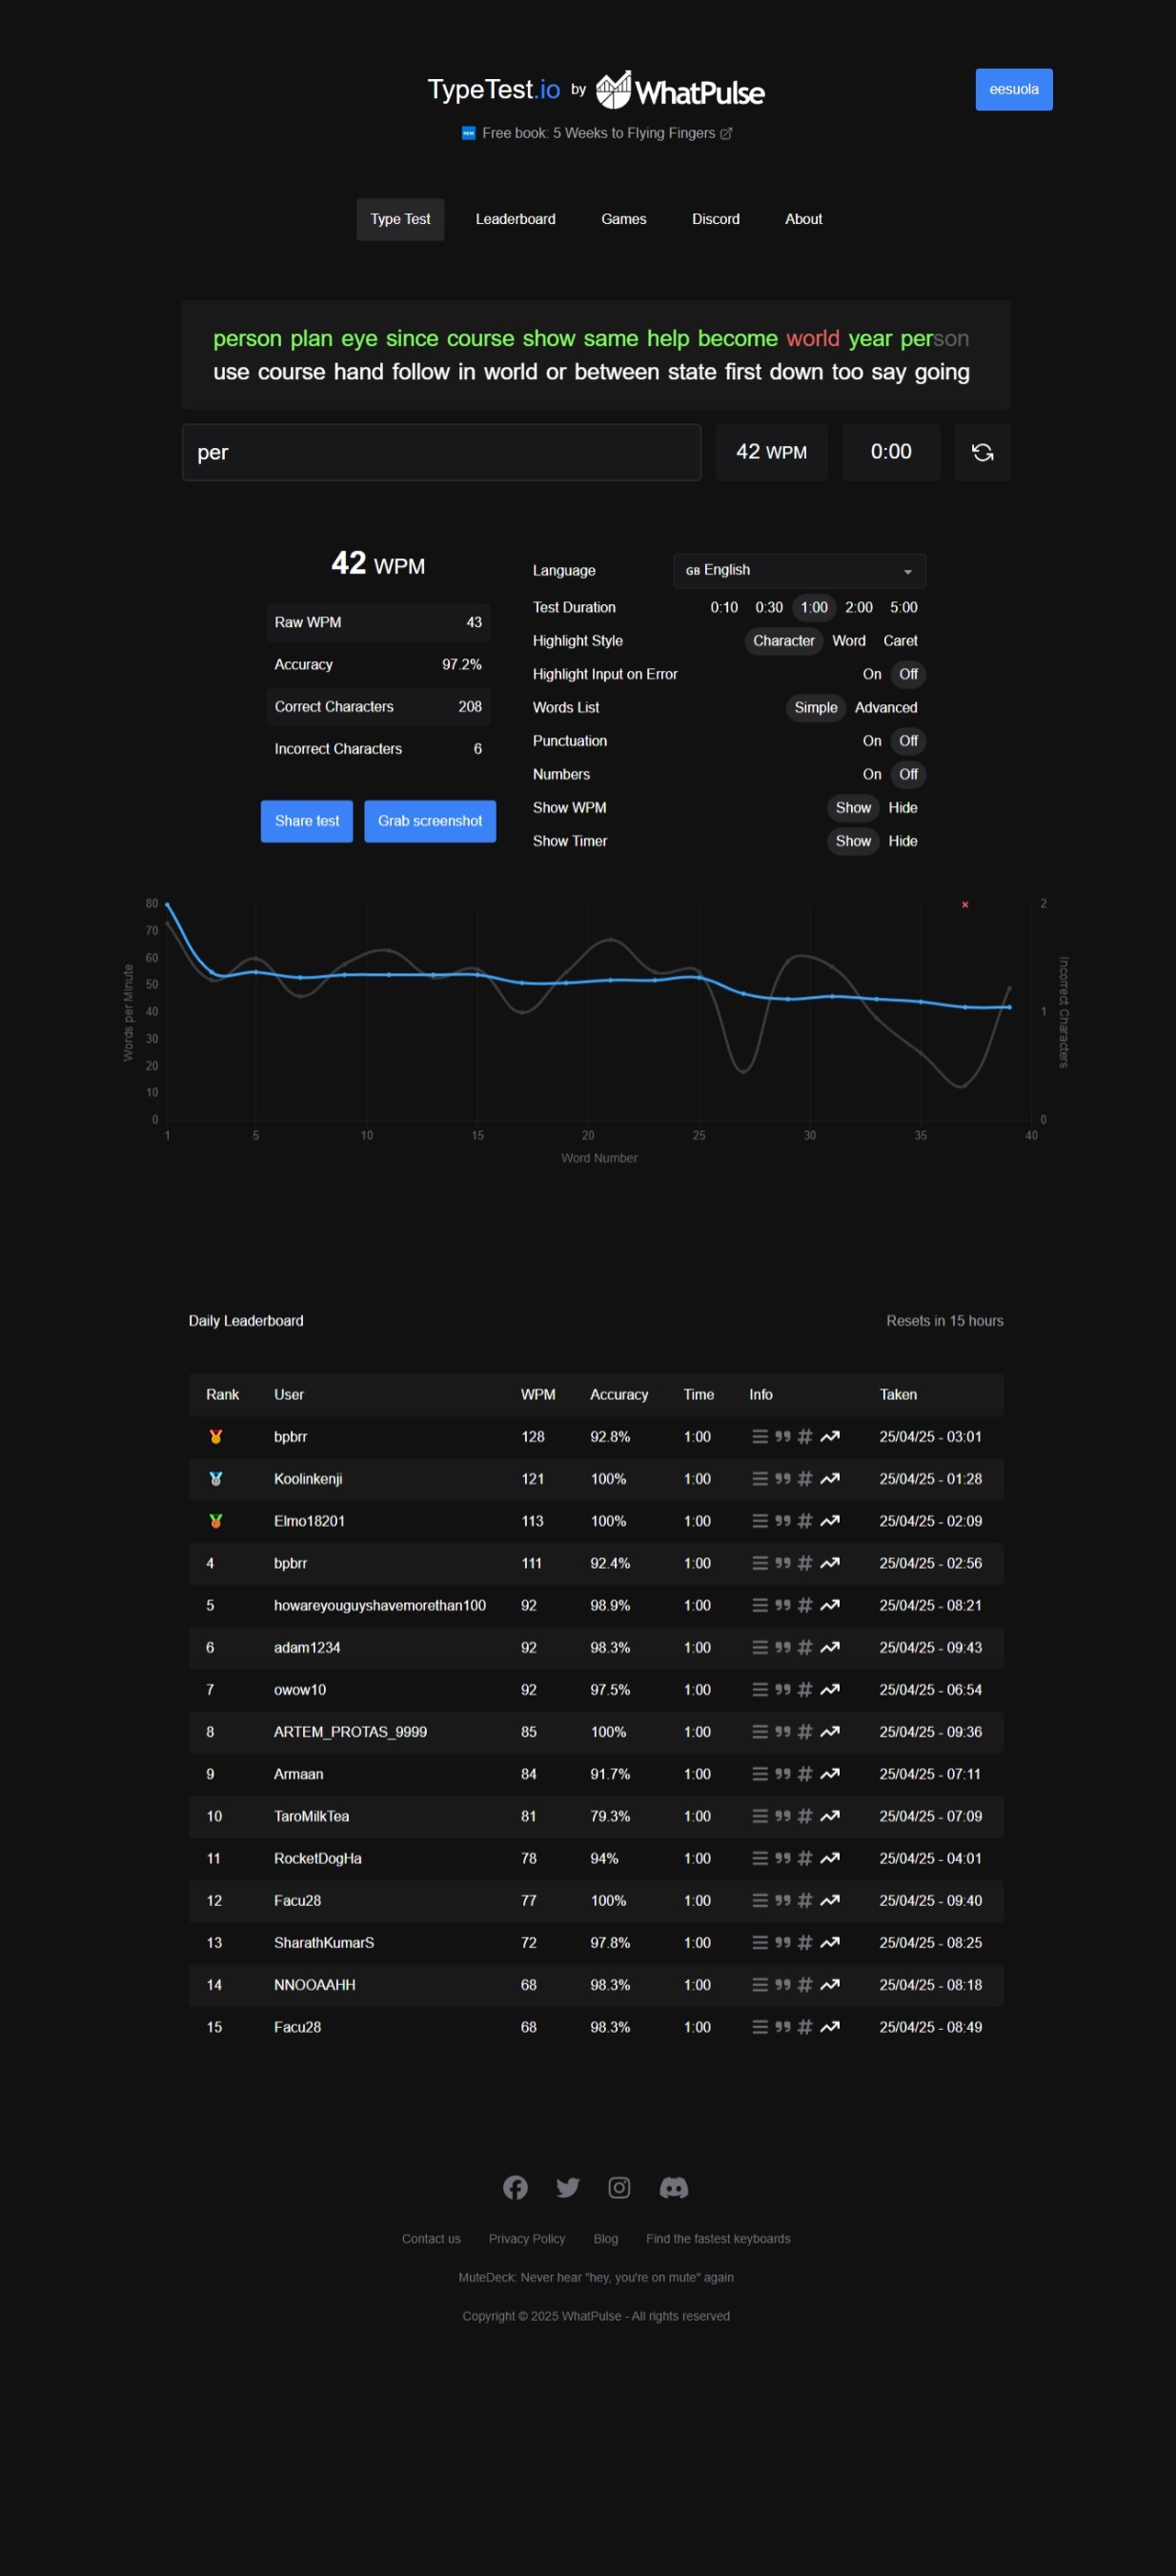 TypeTest.io by WhatPulse
eesuola
NEW Free book: 5 Weeks to Flying Fingers
Type Test Leaderboard Games Discord About
person plan eye since course show same help become world year person
use course hand follow in world or between state first down too say going
per 42 WPM 0:00
42 WPM
Raw WPM 43
Accuracy 97.2%
Correct Characters 208
Incorrect Characters 6
Share test Grab screenshot
Language GB English
Test Duration 0:10 0:30 1:00 2:00 5:00
Highlight Style Character Word Caret
Highlight Input on Error On Off
Words List Simple Advanced
Punctuation On Off
Numbers On Off
Show WPM Show Hide
Show Timer Show Hide
Words per Minute
80
70
60
50
40
30
20
10
0
2
1
0
Incorrect Characters
1 5 10 15 20 25 30 35 40
Word Number
Daily Leaderboard Resets in 15 hours
Rank User WPM Accuracy Time Info Taken
bpbrr 128 92.8% 1:00 25/04/25 - 03:01
Koolinkenji 121 100% 1:00 25/04/25 - 01:28
Elmo18201 113 100% 1:00 25/04/25 - 02:09
4 bpbrr 111 92.4% 1:00 25/04/25 - 02:56
5 howareyouguyshavemorethan100 92 98.9% 1:00 25/04/25 - 08:21
6 adam1234 92 98.3% 1:00 25/04/25 - 09:43
7 owow10 92 97.5% 1:00 25/04/25 - 06:54
8 ARTEM_PROTAS_9999 85 100% 1:00 25/04/25 - 09:36
9 Armaan 84 91.7% 1:00 25/04/25 - 07:11
10 TaroMilkTea 81 79.3% 1:00 25/04/25 - 07:09
11 RocketDogHa 78 94% 1:00 25/04/25 - 04:01
12 Facu28 77 100% 1:00 25/04/25 - 09:40
13 SharathKumarS 72 97.8% 1:00 25/04/25 - 08:25
14 NNOOAAHH 68 98.3% 1:00 25/04/25 - 08:18
15 Facu28 68 98.3% 1:00 25/04/25 - 08:49
Contact us Privacy Policy Blog Find the fastest keyboards
MuteDeck: Never hear "hey, you're on mute" again
Copyright © 2025 WhatPulse - All rights reserved